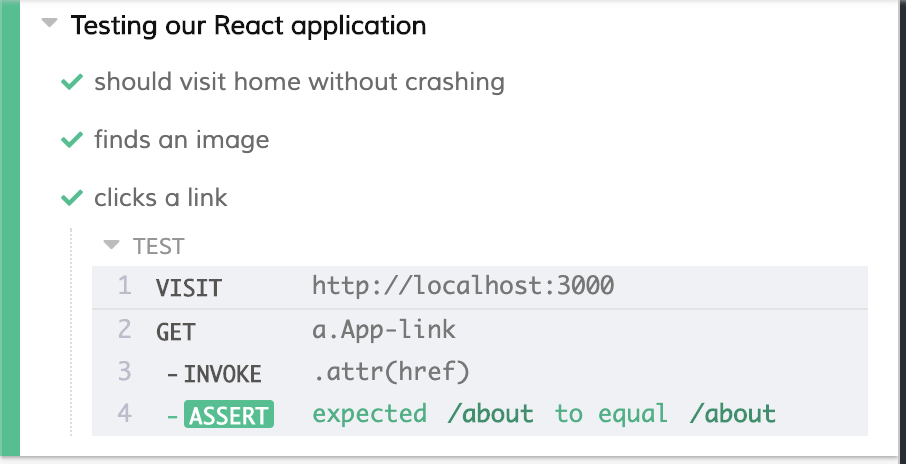 Testing our React application
should visit home without crashing
finds an image
clicks a link
TEST
1 VISIT http://localhost:3000
2 GET a.App-link
3 - INVOKE .attr(href)
4 - ASSERT expected /about to equal /about